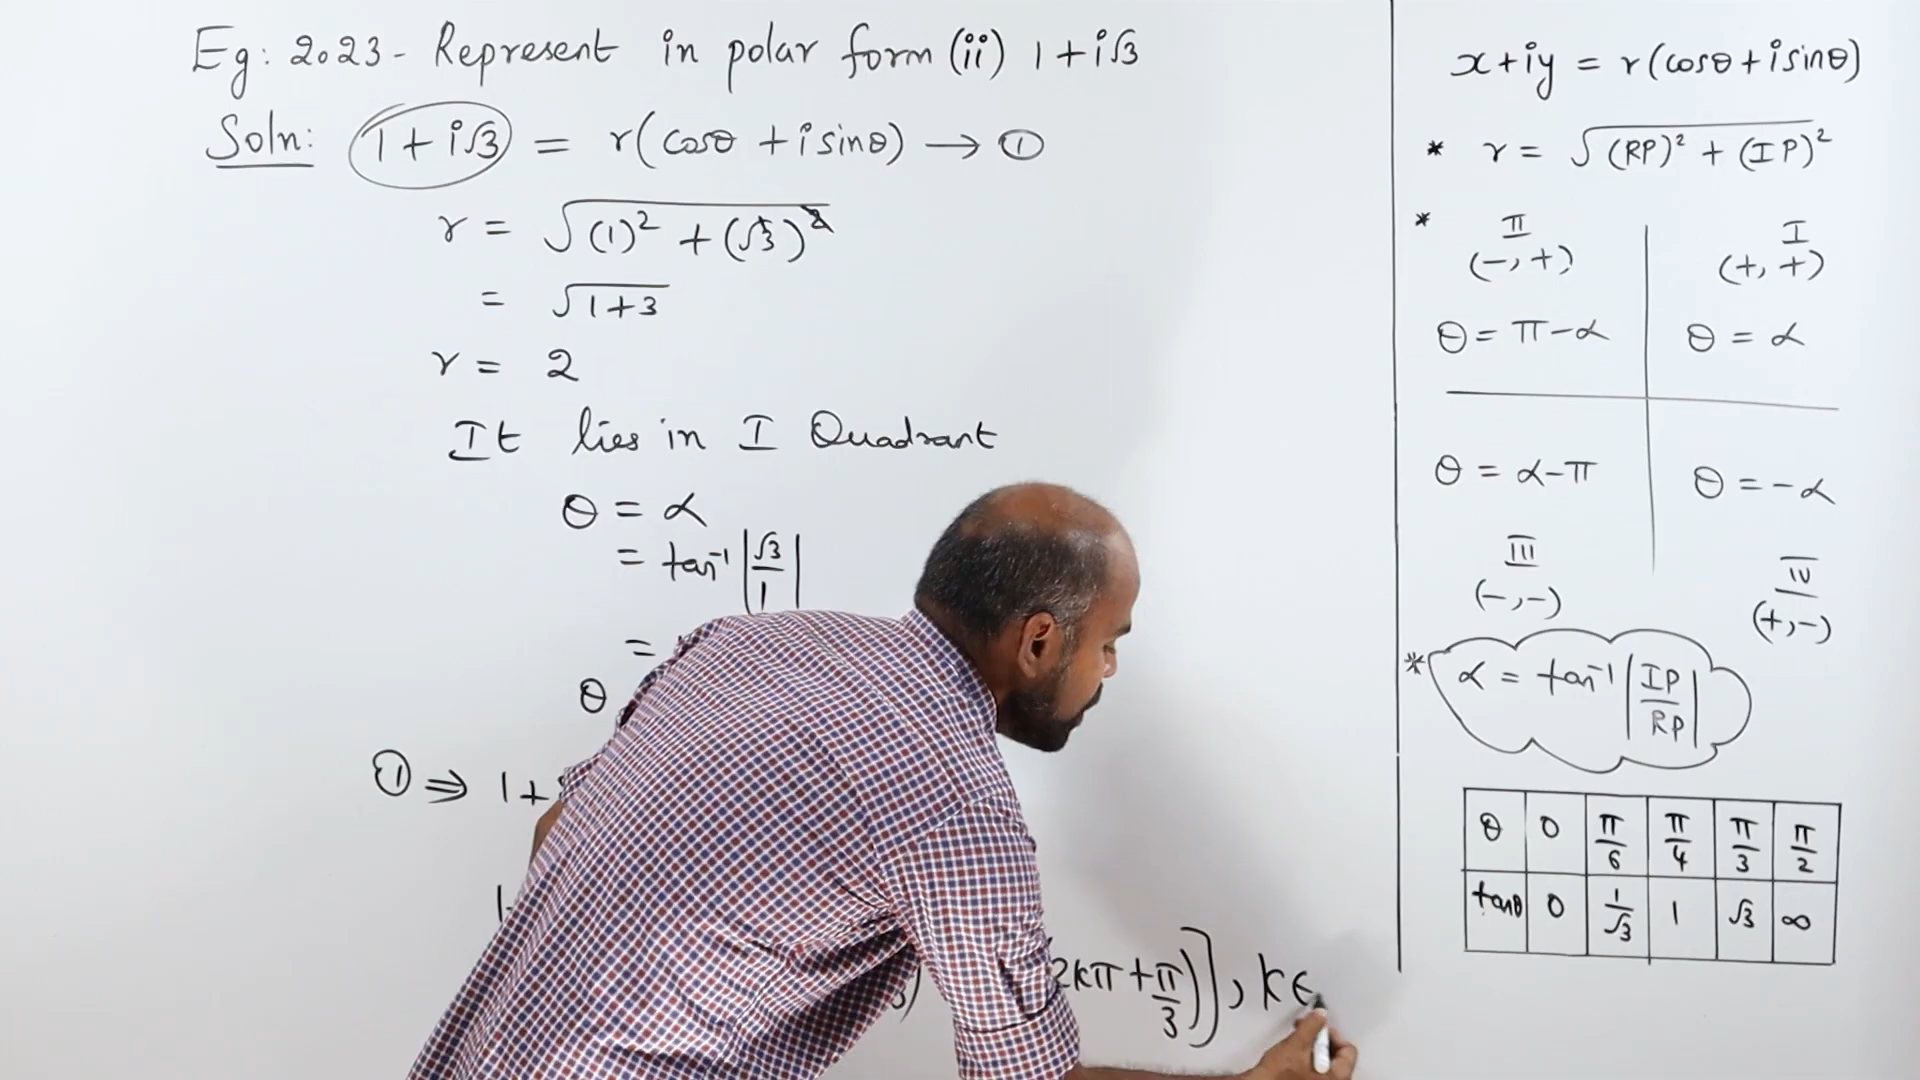 Eg: 2.023 - Represent in polar form (ii) 1+i√3
Soln: 1+i√3 = r(cosθ + i sinθ) → ①
r = √(1)² + (√3)²
= √1+3
r = 2
It lies in I Quadrant
θ = α
= tan⁻¹ |√3/1|
=
θ
① ⇒ 1+
2kπ + π/3)], k ∈
x+iy = r(cosθ + i sinθ)
* r = √(RP)² + (IP)²
* II I
(-,+) (+,+)
θ = π-α θ = α
θ = α-π θ = -α
III IV
(-,-) (+,-)
* α = tan⁻¹ |IP/RP|
θ 0 π/6 π/4 π/3 π/2
tanθ 0 1/√3 1 √3 ∞